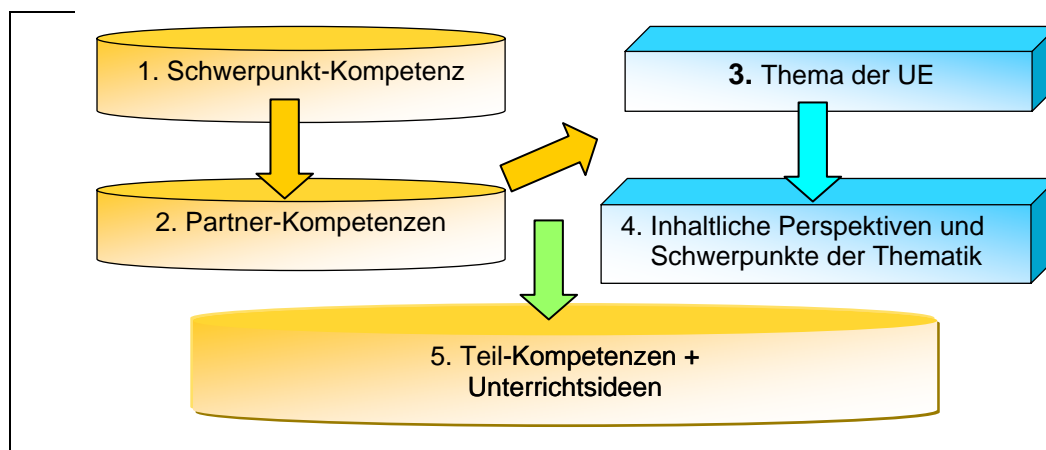 1. Schwerpunkt-Kompetenz
2. Partner-Kompetenzen
3. Thema der UE
4. Inhaltliche Perspektiven und
Schwerpunkte der Thematik
5. Teil-Kompetenzen +
Unterrichtsideen